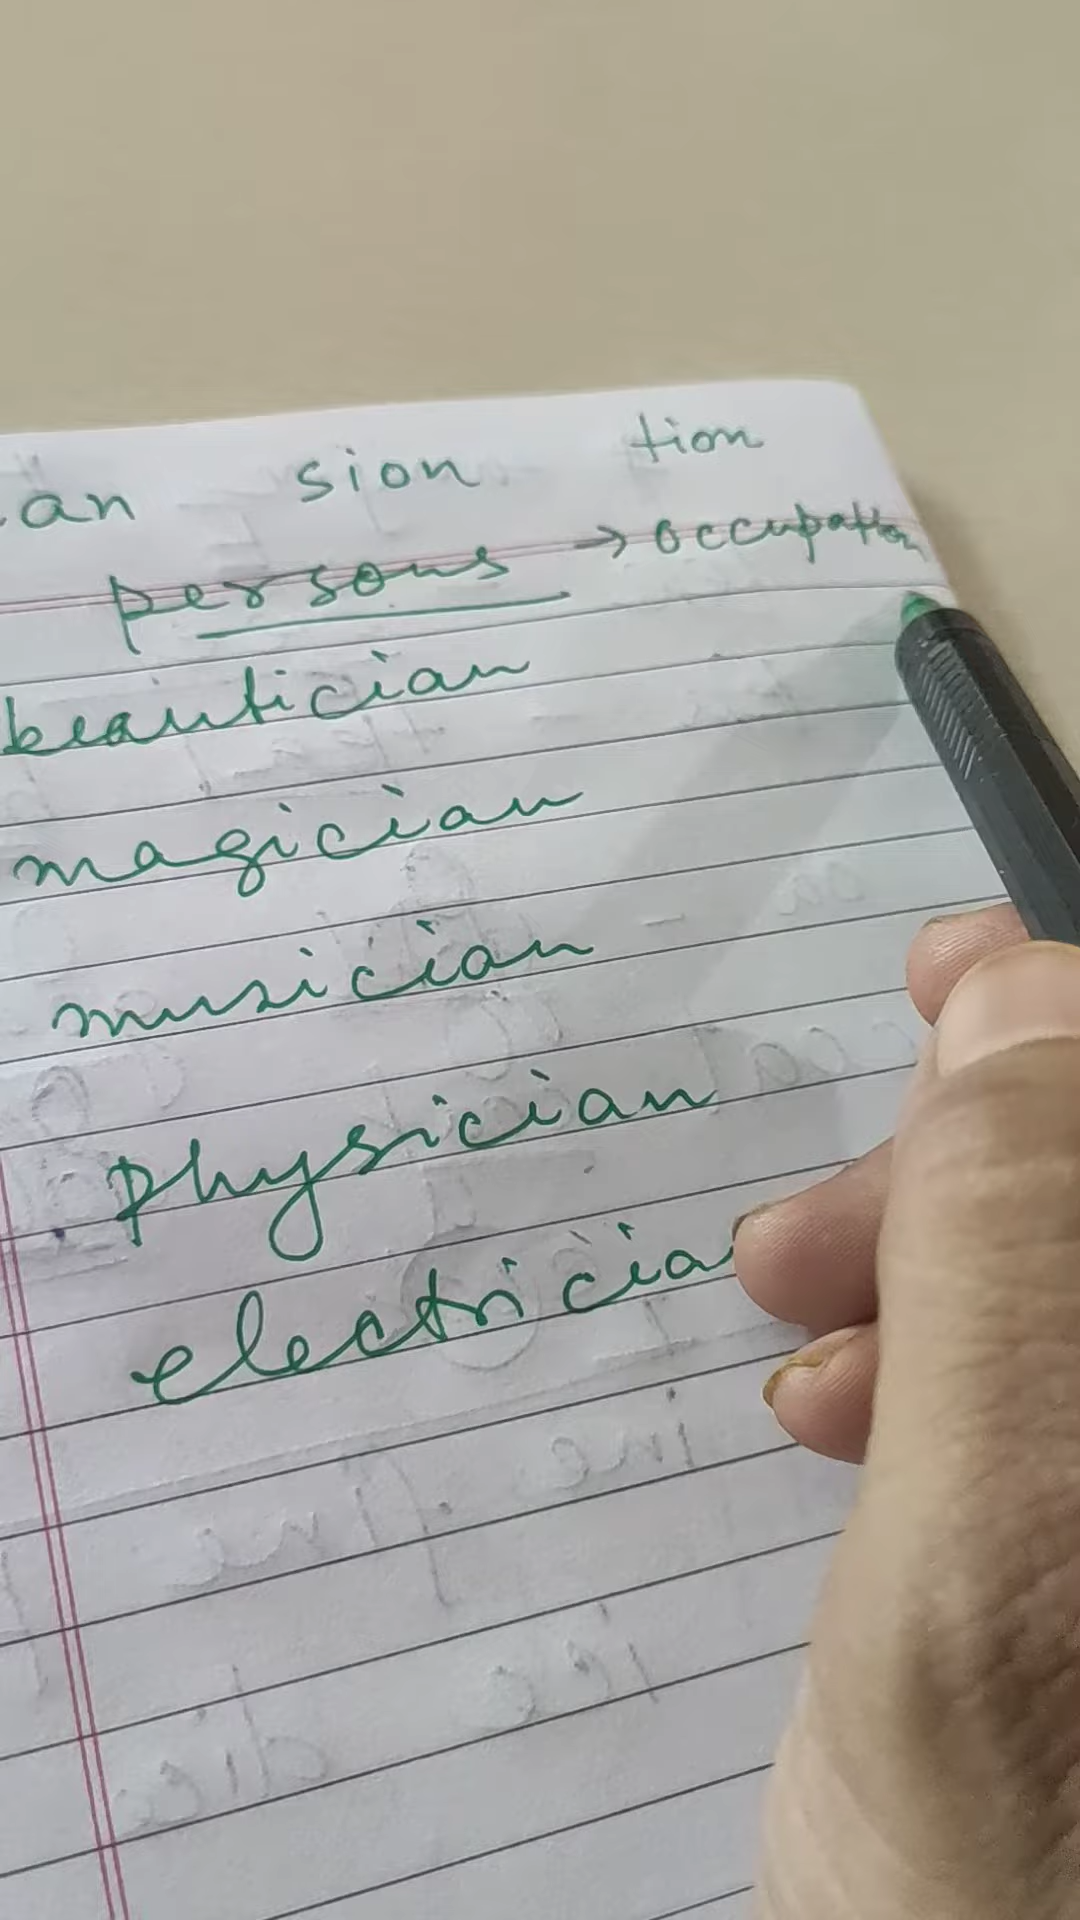 an sion tion
persons → occupation
beautician
magician
musician
physician
electrician